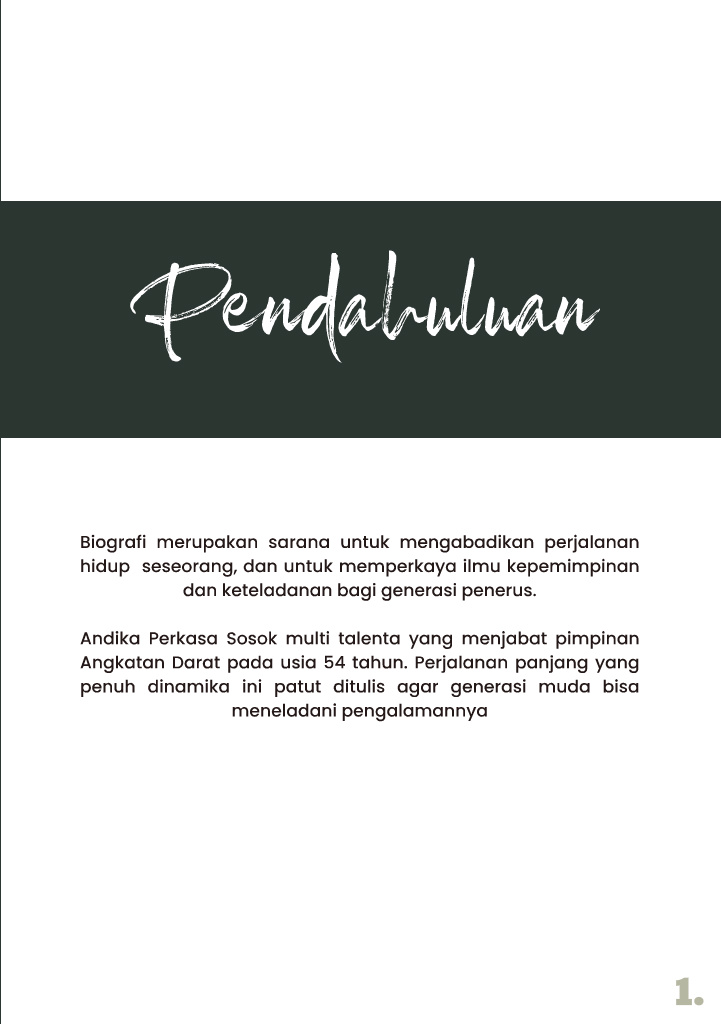 Pendahuluan
Biografi merupakan sarana untuk mengabadikan perjalanan
hidup seseorang, dan untuk memperkaya ilmu kepemimpinan
dan keteladanan bagi generasi penerus.
Andika Perkasa Sosok multi talenta yang menjabat pimpinan
Angkatan Darat pada usia 54 tahun. Perjalanan panjang yang
penuh dinamika ini patut ditulis agar generasi muda bisa
meneladani pengalamannya
1.